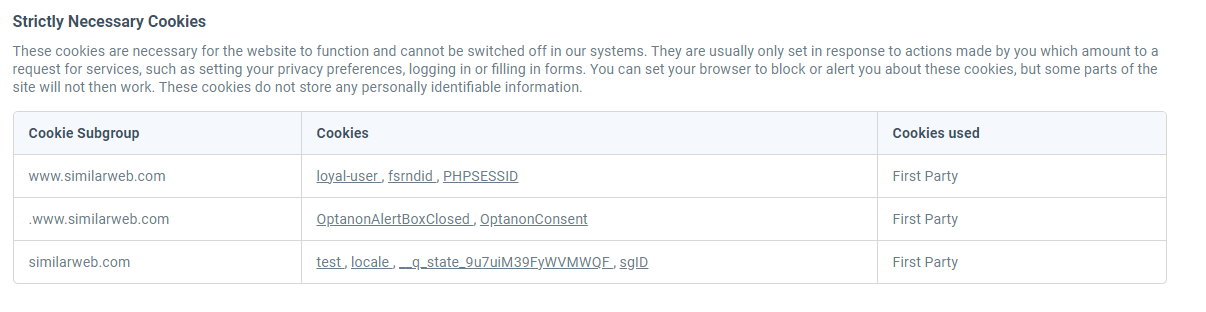 Strictly Necessary Cookies
These cookies are necessary for the website to function and cannot be switched off in our systems. They are usually only set in response to actions made by you which amount to a
request for services, such as setting your privacy preferences, logging in or filling in forms. You can set your browser to block or alert you about these cookies, but some parts of the
site will not then work. These cookies do not store any personally identifiable information.
Cookie Subgroup Cookies Cookies used
www.similarweb.com loyal-user , fsrndid , PHPSESSID First Party
.www.similarweb.com OptanonAlertBoxClosed , OptanonConsent First Party
similarweb.com test , locale , __q_state_9u7uiM39FyWVMWQF , sgID First Party